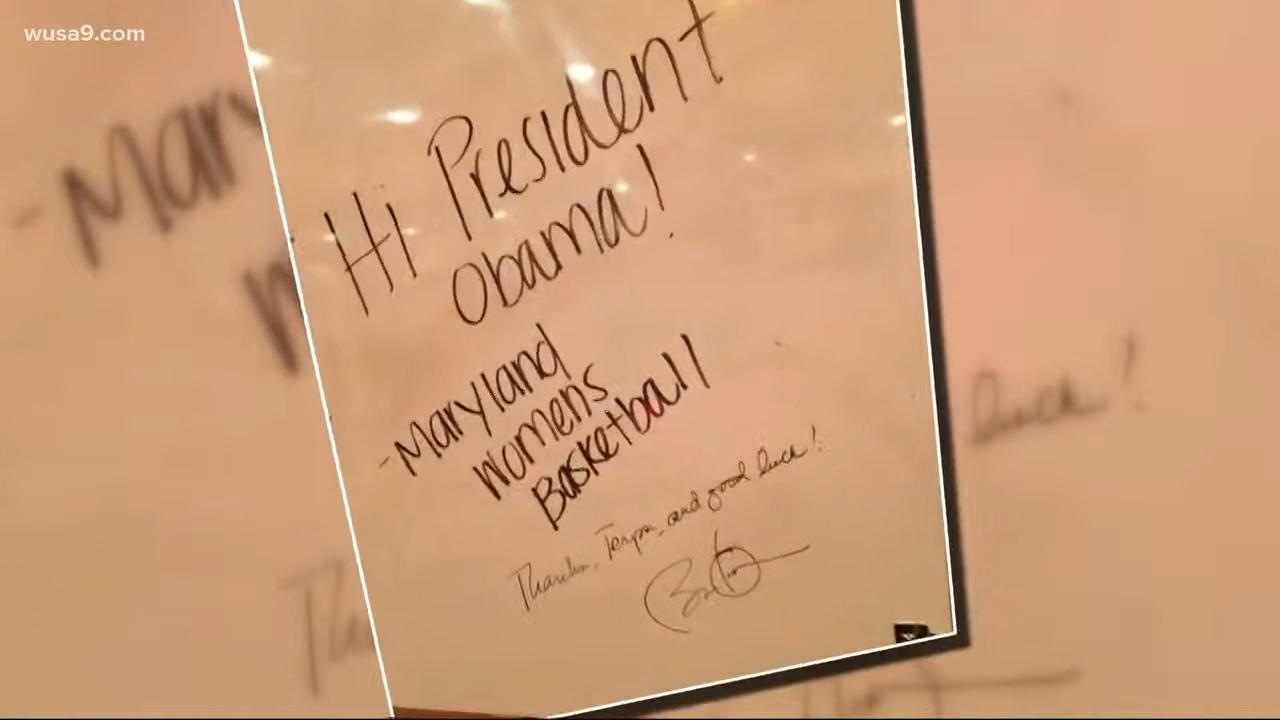 wusa9.com
Hi President
Obama!
-Maryland
Womens
Basketball
Thanks, Terps, and good luck!